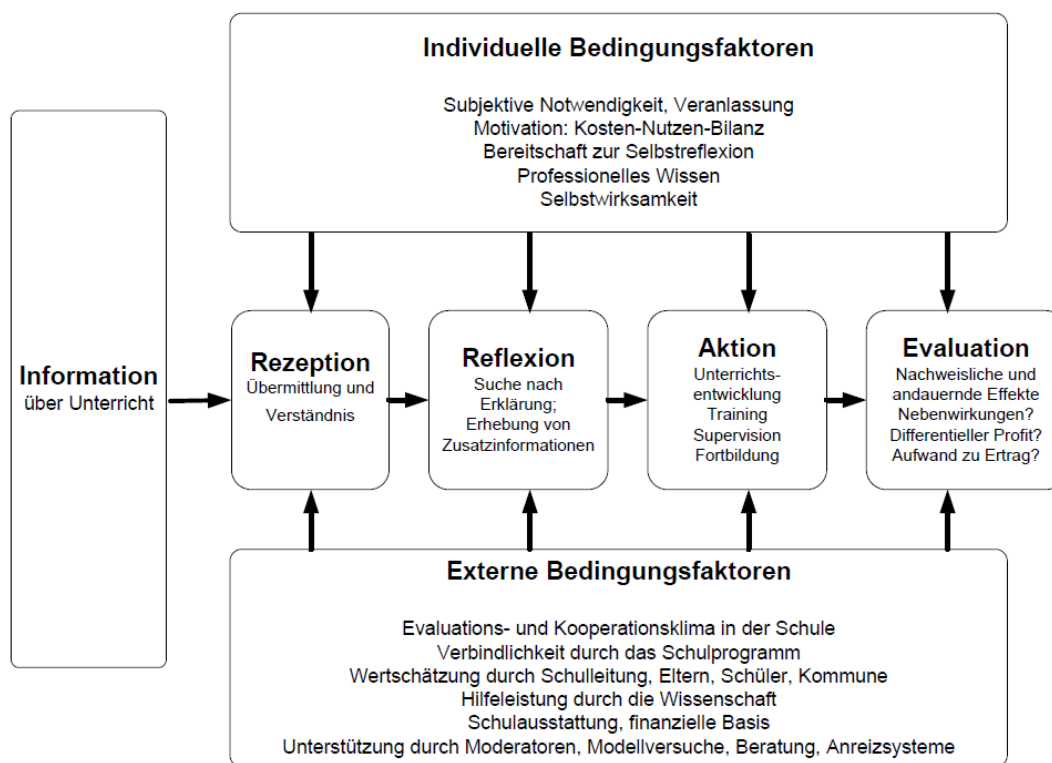 Individuelle Bedingungsfaktoren
Subjektive Notwendigkeit, Veranlassung
Motivation: Kosten-Nutzen-Bilanz
Bereitschaft zur Selbstreflexion
Professionelles Wissen
Selbstwirksamkeit
Information
über Unterricht
Rezeption
Übermittlung und
Verständnis
Reflexion
Suche nach
Erklärung;
Erhebung von
Zusatzinformationen
Aktion
Unterrichts-
entwicklung
Training
Supervision
Fortbildung
Evaluation
Nachweisliche und
andauernde Effekte
Nebenwirkungen?
Differentieller Profit?
Aufwand zu Ertrag?
Externe Bedingungsfaktoren
Evaluations- und Kooperationsklima in der Schule
Verbindlichkeit durch das Schulprogramm
Wertschätzung durch Schulleitung, Eltern, Schüler, Kommune
Hilfeleistung durch die Wissenschaft
Schulausstattung, finanzielle Basis
Unterstützung durch Moderatoren, Modellversuche, Beratung, Anreizsysteme